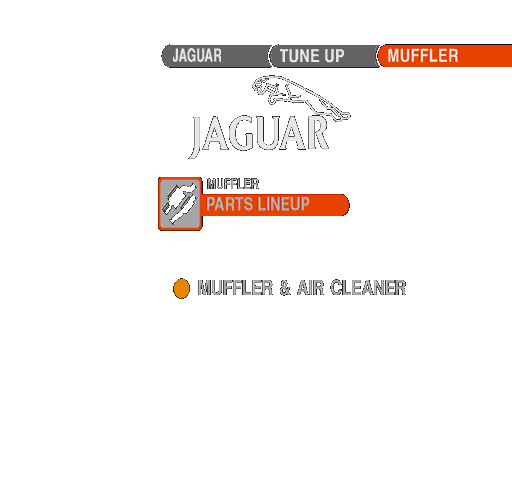 JAGUAR TUNE UP MUFFLER
JAGUAR
MUFFLER
PARTS LINEUP
MUFFLER & AIR CLEANER